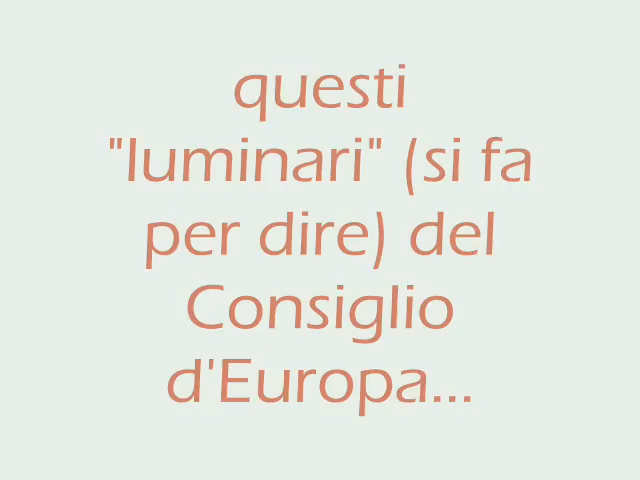 questi
"luminari" (si fa
per dire) del
Consiglio
d'Europa...